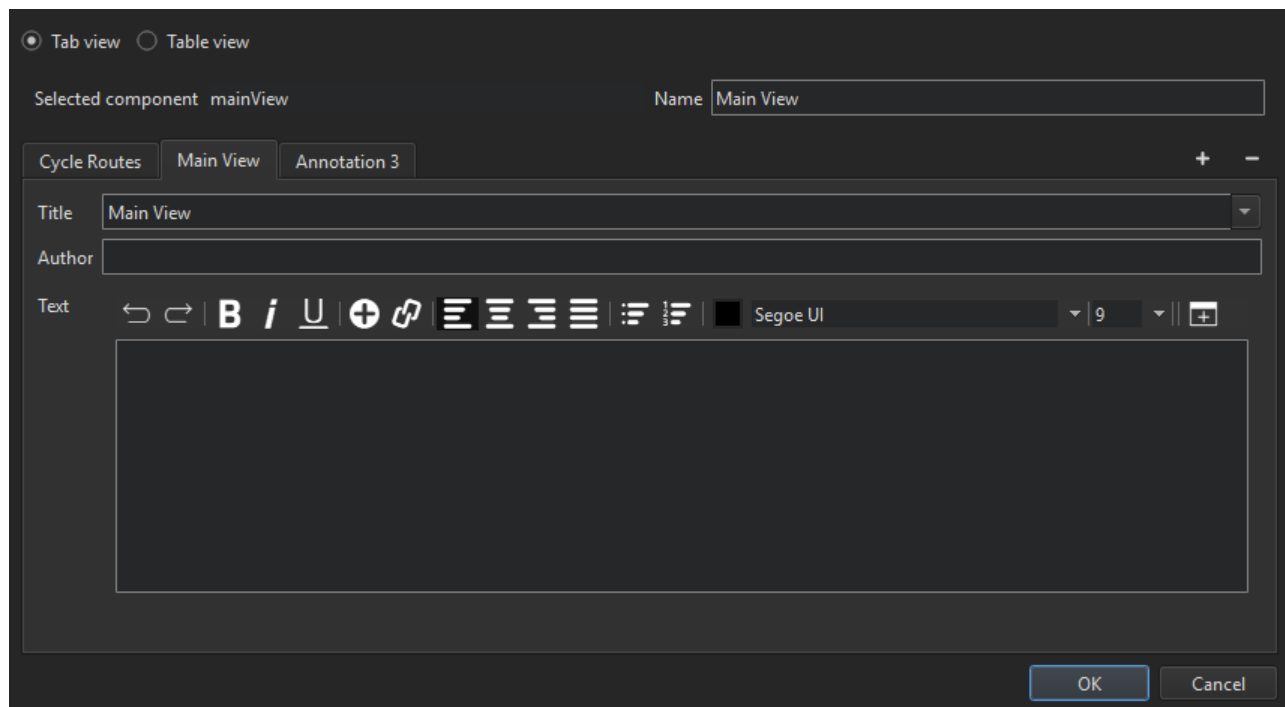 Tab view Table view
Selected component mainView Name Main View
Cycle Routes Main View Annotation 3 + −
Title Main View
Author
Text B i U Segoe UI 9
OK Cancel